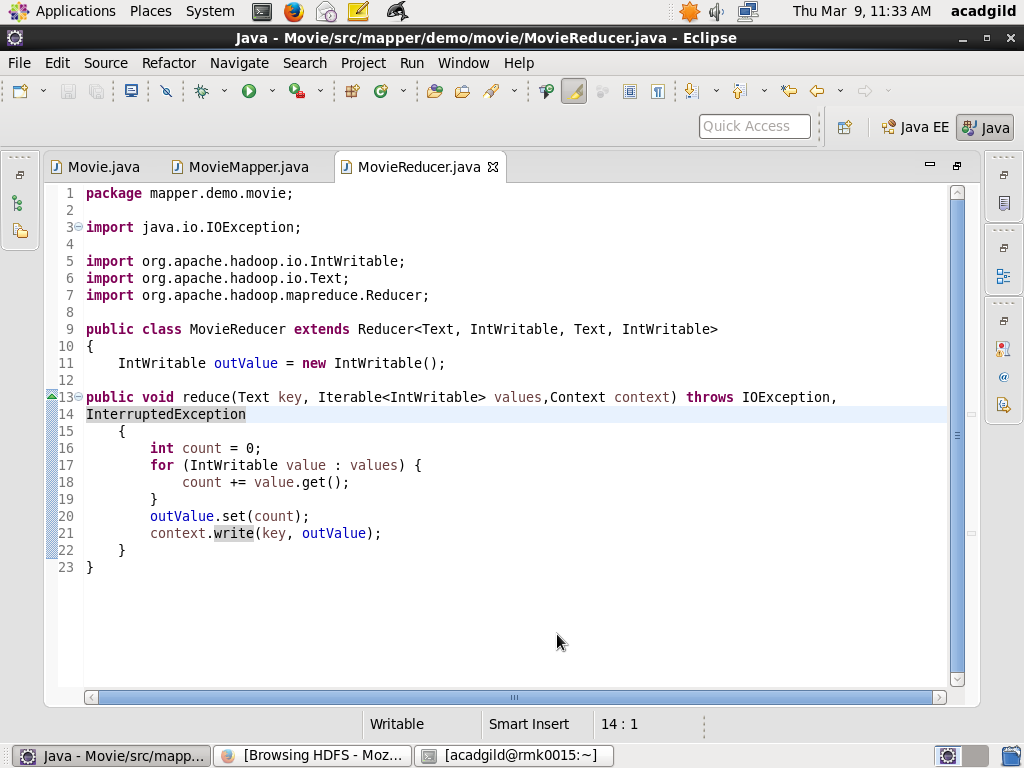 Applications Places System Thu Mar 9, 11:33 AM acadgild
Java - Movie/src/mapper/demo/movie/MovieReducer.java - Eclipse
File Edit Source Refactor Navigate Search Project Run Window Help
Quick Access Java EE Java
Movie.java MovieMapper.java MovieReducer.java
1 package mapper.demo.movie;
2
3 import java.io.IOException;
4
5 import org.apache.hadoop.io.IntWritable;
6 import org.apache.hadoop.io.Text;
7 import org.apache.hadoop.mapreduce.Reducer;
8
9 public class MovieReducer extends Reducer<Text, IntWritable, Text, IntWritable>
10 {
11     IntWritable outValue = new IntWritable();
12
13 public void reduce(Text key, Iterable<IntWritable> values,Context context) throws IOException,
14 InterruptedException
15     {
16         int count = 0;
17         for (IntWritable value : values) {
18             count += value.get();
19         }
20         outValue.set(count);
21         context.write(key, outValue);
22     }
23 }
Writable Smart Insert 14 : 1
Java - Movie/src/mapp... [Browsing HDFS - Moz... [acadgild@rmk0015:~]